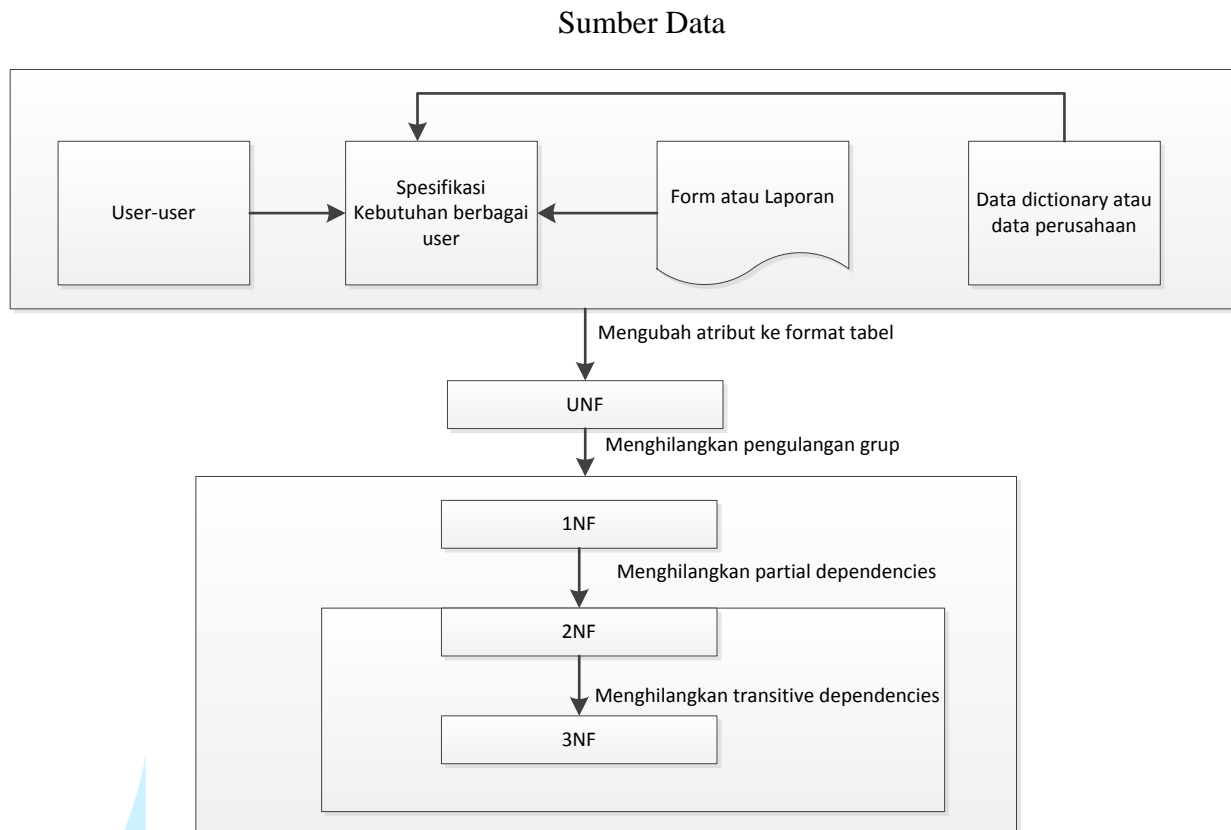 Sumber Data
User-user
Spesifikasi
Kebutuhan berbagai
user
Form atau Laporan
Data dictionary atau
data perusahaan
Mengubah atribut ke format tabel
UNF
Menghilangkan pengulangan grup
1NF
Menghilangkan partial dependencies
2NF
Menghilangkan transitive dependencies
3NF